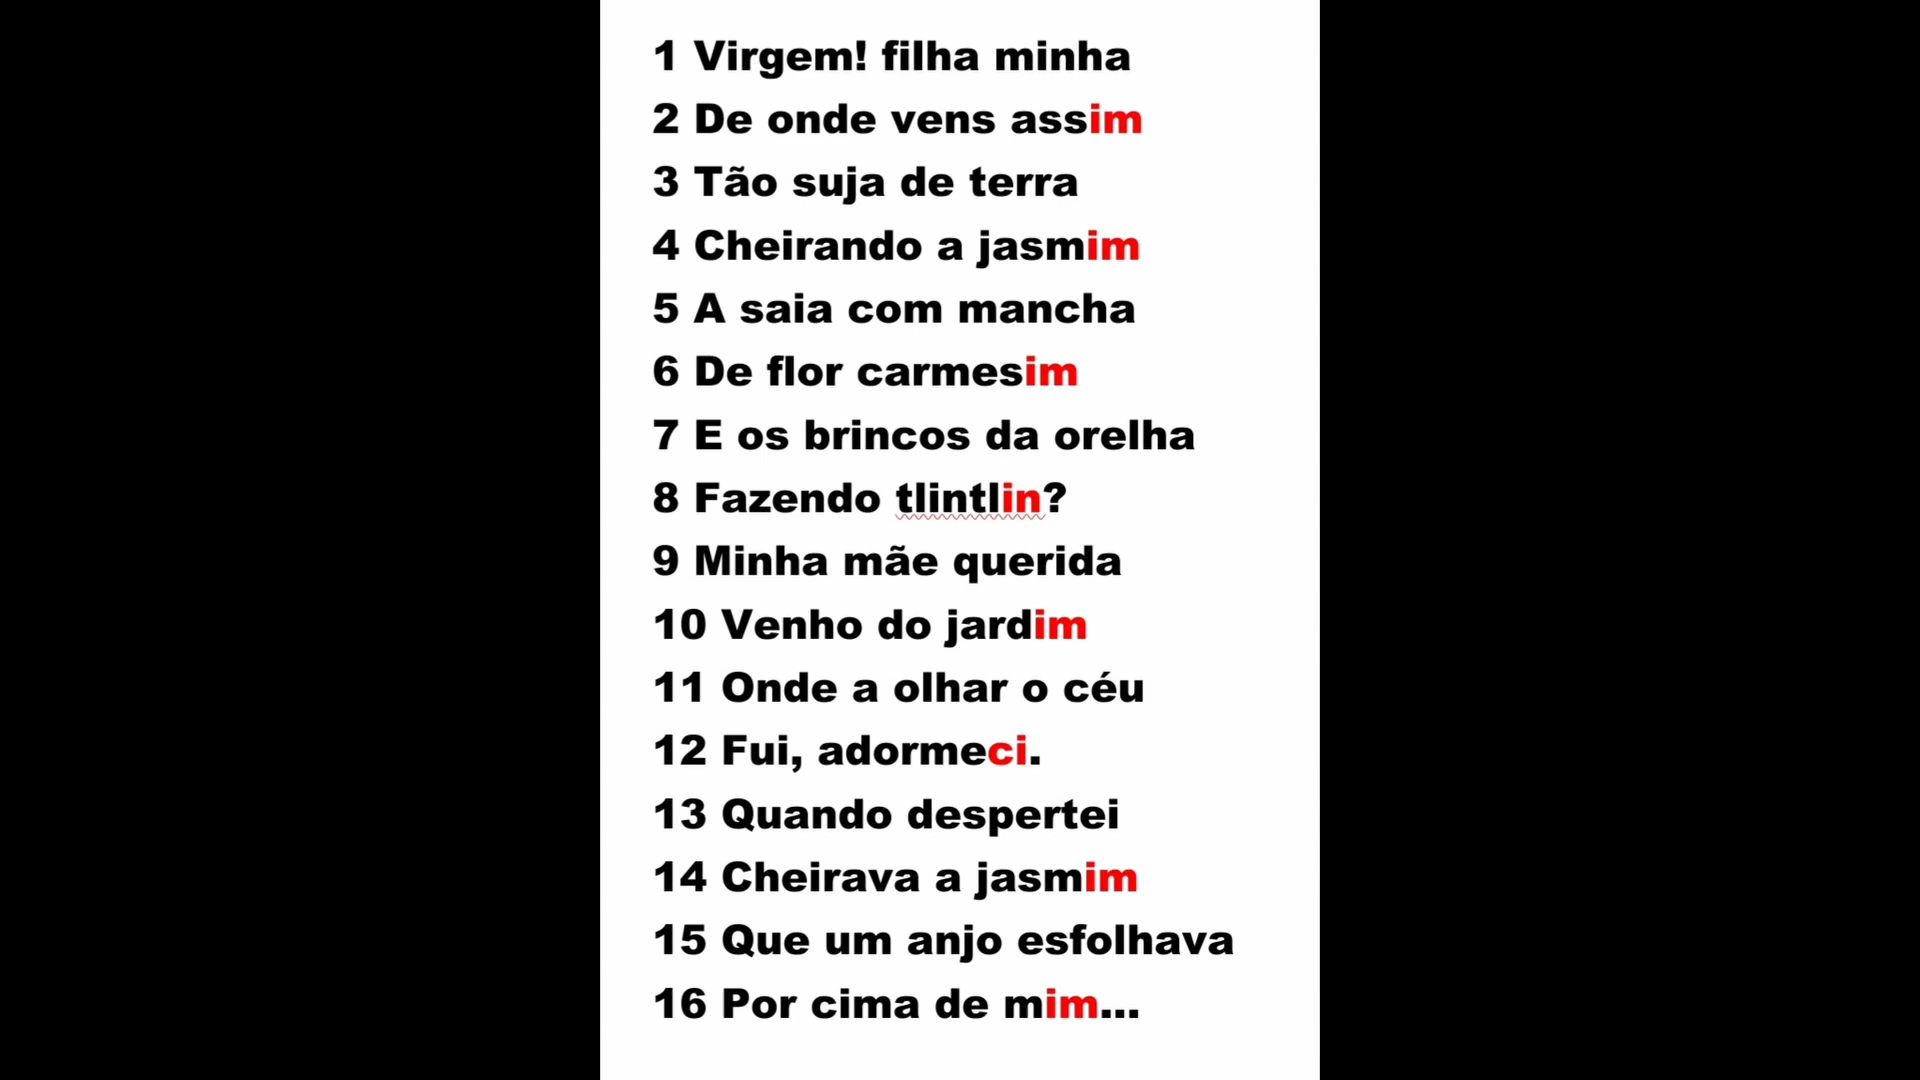 1 Virgem! filha minha
2 De onde vens assim
3 Tão suja de terra
4 Cheirando a jasmim
5 A saia com mancha
6 De flor carmesim
7 E os brincos da orelha
8 Fazendo tlintlin?
9 Minha mãe querida
10 Venho do jardim
11 Onde a olhar o céu
12 Fui, adormeci.
13 Quando despertei
14 Cheirava a jasmim
15 Que um anjo esfolhava
16 Por cima de mim...